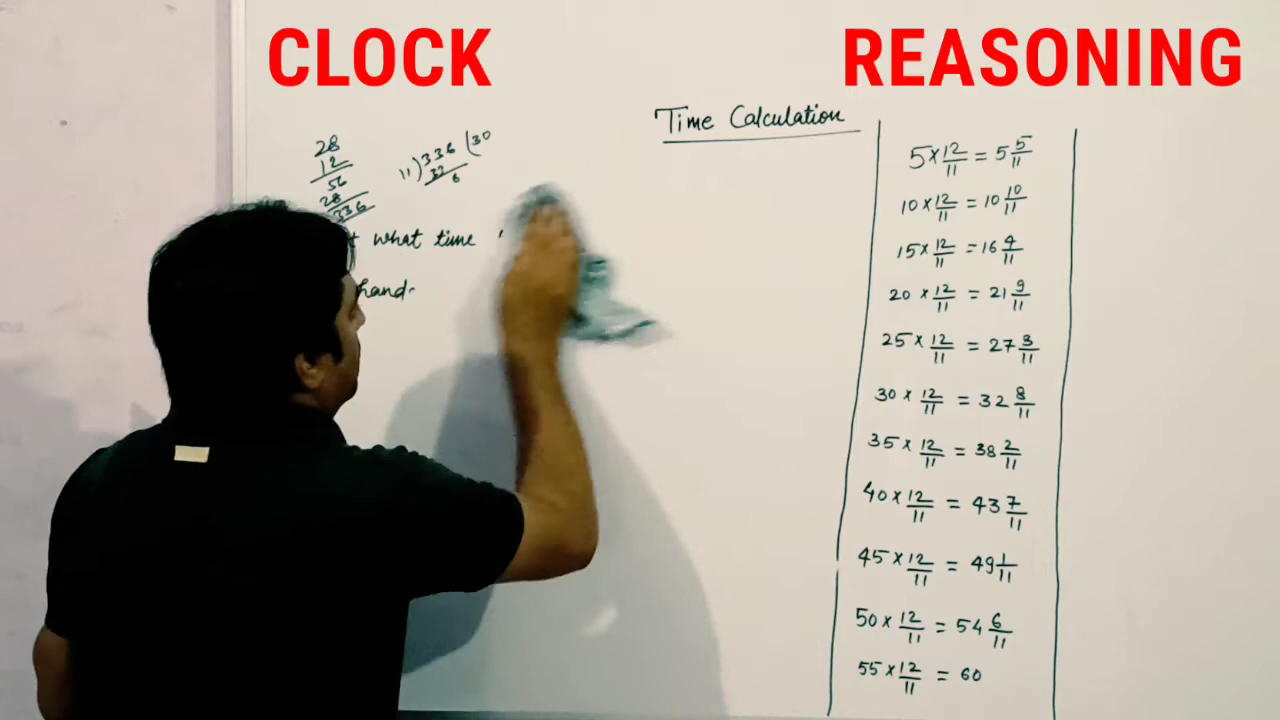 CLOCK REASONING
Time Calculation
28
12
56
28
336
11)336(30
33
6
what time
hand.
5×12/11 = 5 5/11
10×12/11 = 10 10/11
15×12/11 = 16 4/11
20×12/11 = 21 9/11
25×12/11 = 27 3/11
30×12/11 = 32 8/11
35×12/11 = 38 2/11
40×12/11 = 43 7/11
45×12/11 = 49 1/11
50×12/11 = 54 6/11
55×12/11 = 60